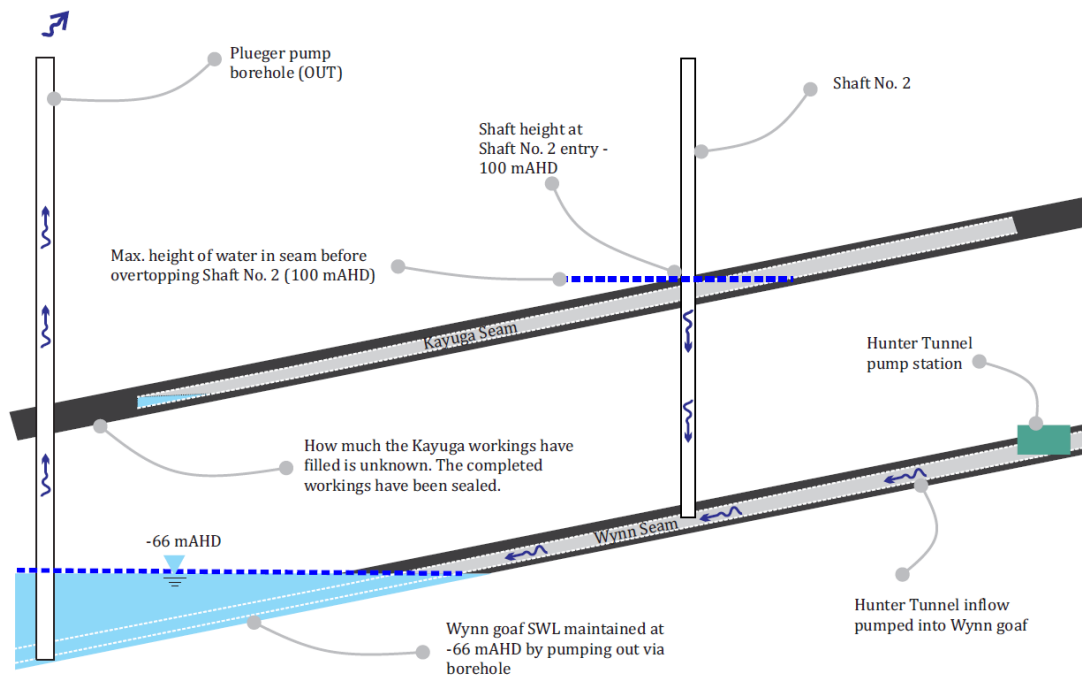 Plueger pump
borehole (OUT)
Shaft No. 2
Shaft height at
Shaft No. 2 entry -
100 mAHD
Max. height of water in seam before
overtopping Shaft No. 2 (100 mAHD)
Kayuga Seam
Hunter Tunnel
pump station
How much the Kayuga workings have
filled is unknown. The completed
workings have been sealed.
Wynn Seam
-66 mAHD
Hunter Tunnel inflow
pumped into Wynn goaf
Wynn goaf SWL maintained at
-66 mAHD by pumping out via
borehole